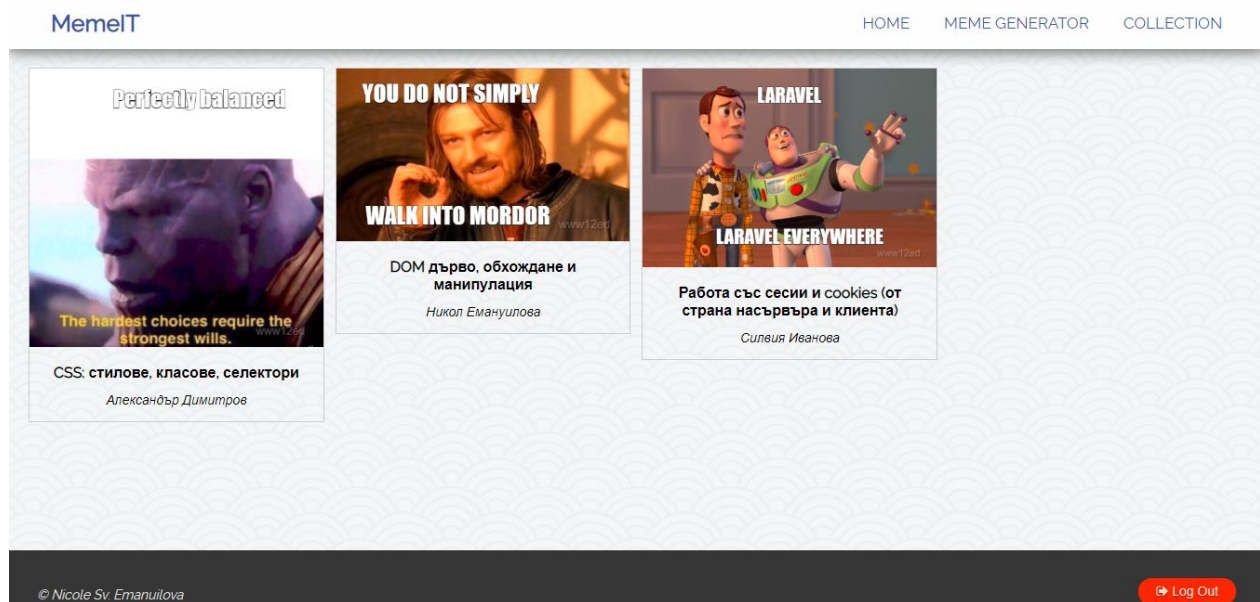 MemeIT
HOME MEME GENERATOR COLLECTION
Perfectly balanced
The hardest choices require the
strongest wills.
www12ed
CSS: стилове, класове, селектори
Александър Димитров
YOU DO NOT SIMPLY
WALK INTO MORDOR
www12ed
DOM дърво, обхождане и
манипулация
Никол Емануилова
LARAVEL
LARAVEL EVERYWHERE
www12ed
Работа със сесии и cookies (от
страна насървъра и клиента)
Силвия Иванова
© Nicole Sv. Emanuilova
Log Out